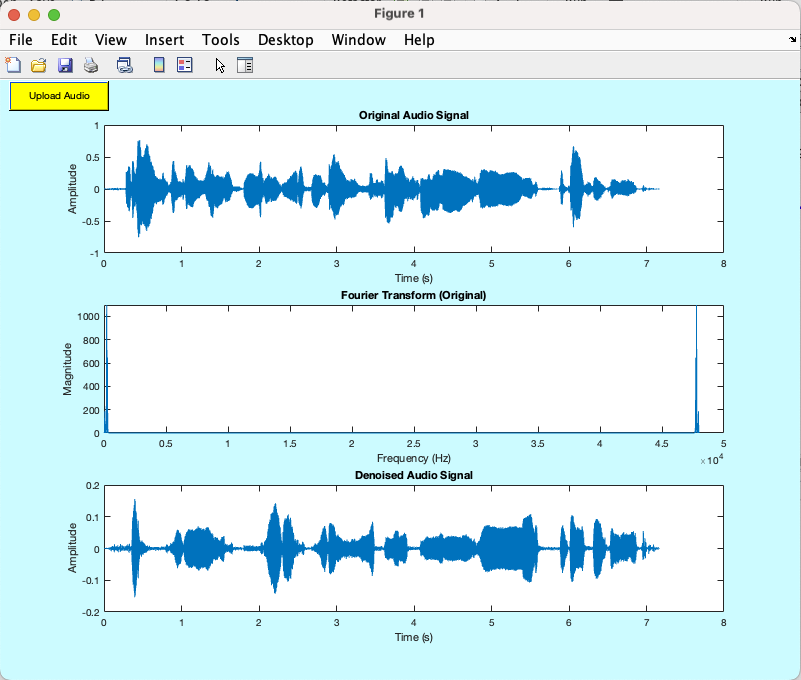 Figure 1
File Edit View Insert Tools Desktop Window Help
Upload Audio
Original Audio Signal
1
0.5
0
-0.5
-1
Amplitude
0 1 2 3 4 5 6 7 8
Time (s)
Fourier Transform (Original)
1000
800
600
400
200
0
Magnitude
0 0.5 1 1.5 2 2.5 3 3.5 4 4.5 5
×10^4
Frequency (Hz)
Denoised Audio Signal
0.2
0.1
0
-0.1
-0.2
Amplitude
0 1 2 3 4 5 6 7 8
Time (s)